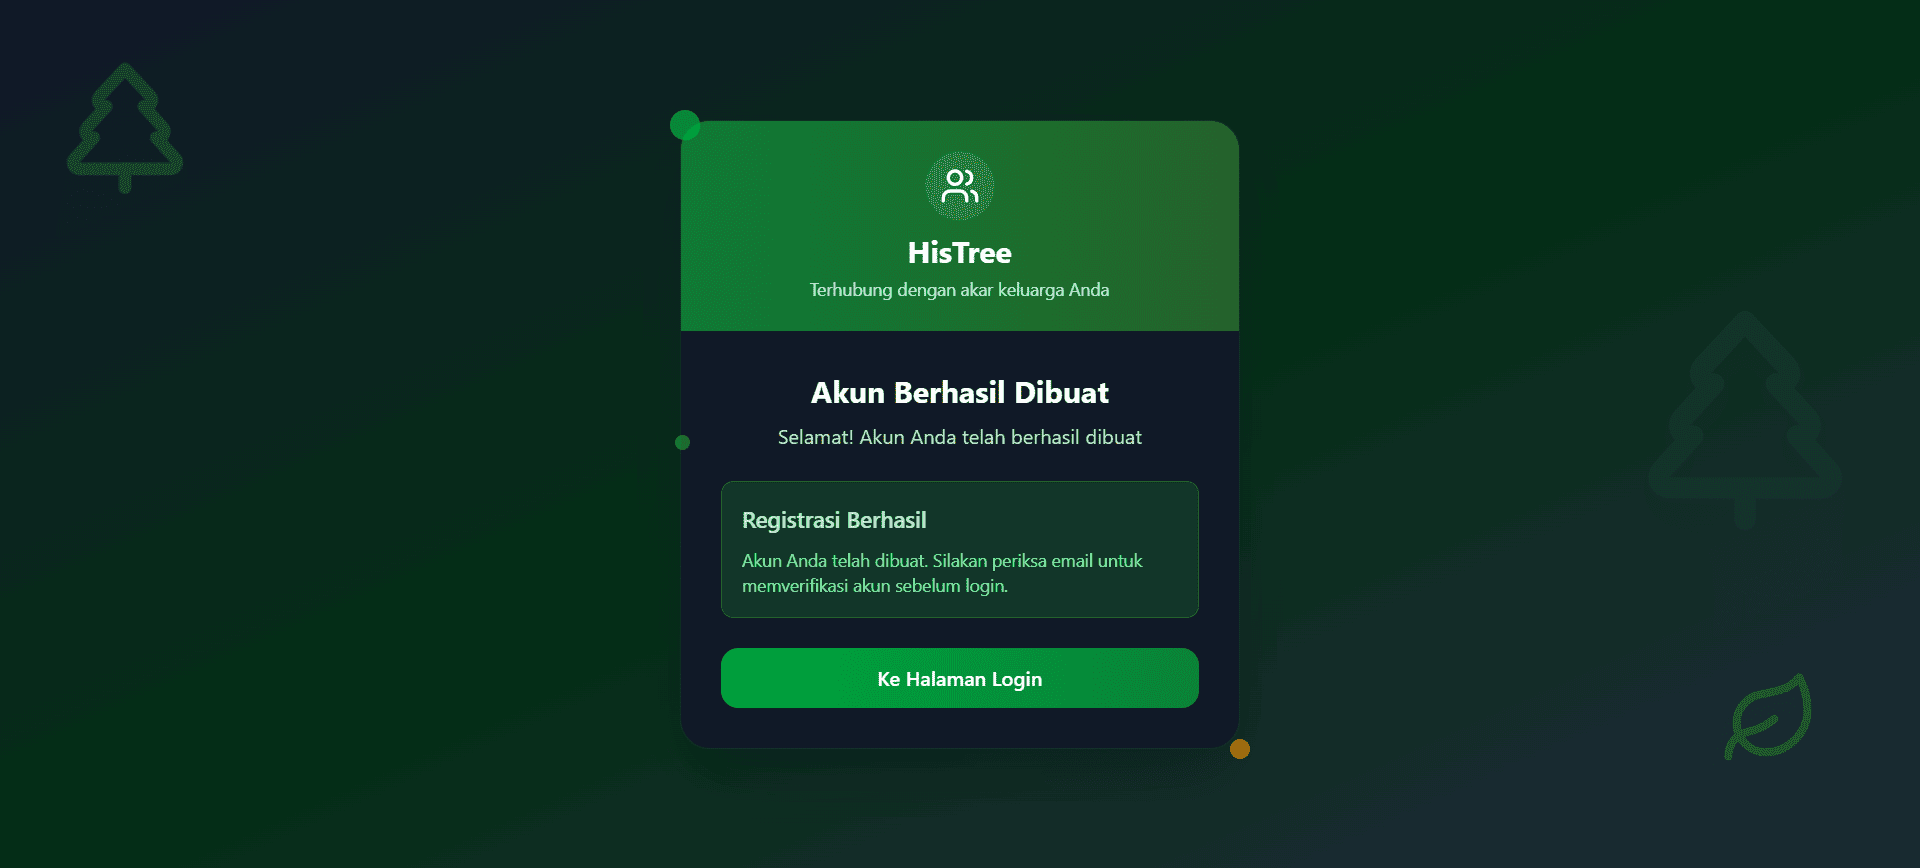 HisTree
Terhubung dengan akar keluarga Anda
Akun Berhasil Dibuat
Selamat! Akun Anda telah berhasil dibuat
Registrasi Berhasil
Akun Anda telah dibuat. Silakan periksa email untuk
memverifikasi akun sebelum login.
Ke Halaman Login